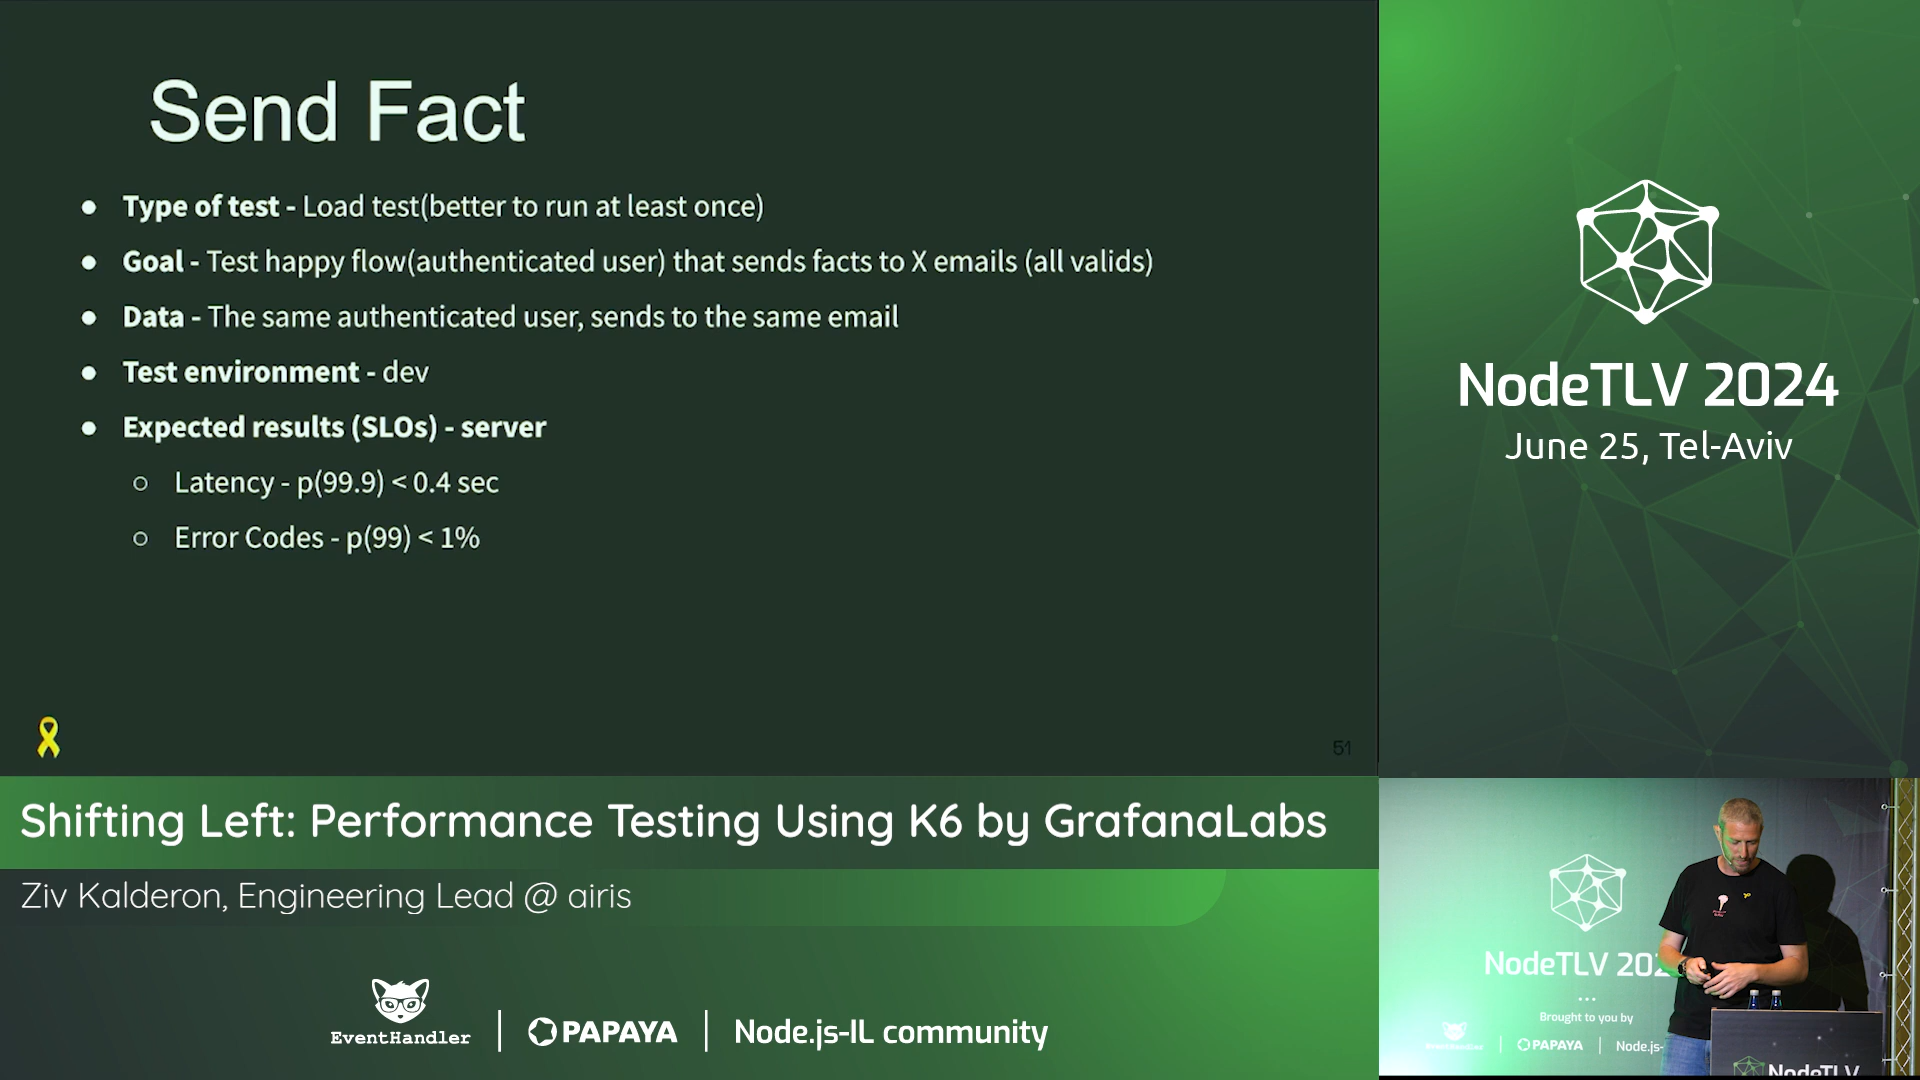 Send Fact
● Type of test - Load test(better to run at least once)
● Goal - Test happy flow(authenticated user) that sends facts to X emails (all valids)
● Data - The same authenticated user, sends to the same email
● Test environment - dev
● Expected results (SLOs) - server
○ Latency - p(99.9) < 0.4 sec
○ Error Codes - p(99) < 1%
51
Shifting Left: Performance Testing Using K6 by GrafanaLabs
Ziv Kalderon, Engineering Lead @ airis
EventHandler
PAPAYA
Node.js-IL community
NodeTLV 2024
June 25, Tel-Aviv
NodeTLV 202
...
Brought to you by
EventHandler
PAPAYA
Node.js-
NodeTLV